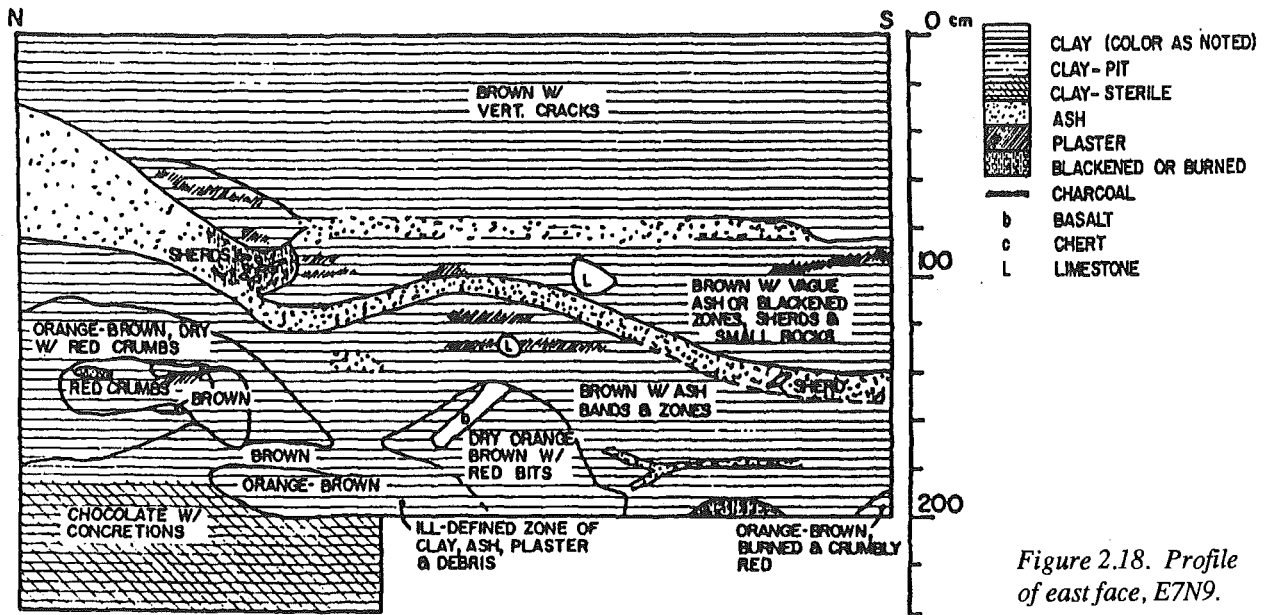 N
S
0 cm
BROWN W/
VERT. CRACKS
SHERDS
100
L
BROWN W/ VAGUE
ASH OR BLACKENED
ZONES, SHERDS &
SMALL ROCKS
ORANGE-BROWN, DRY
W/ RED CRUMBS
L
RED CRUMBS
BROWN
SHERD
BROWN W/ ASH
BANDS & ZONES
b
DRY ORANGE
BROWN W/
RED BITS
BROWN
ORANGE-BROWN
200
CHOCOLATE W/
CONCRETIONS
ILL-DEFINED ZONE OF
CLAY, ASH, PLASTER
& DEBRIS
ORANGE-BROWN,
BURNED & CRUMBLY
RED
CLAY (COLOR AS NOTED)
CLAY-PIT
CLAY-STERILE
ASH
PLASTER
BLACKENED OR BURNED
CHARCOAL
b BASALT
c CHERT
L LIMESTONE
Figure 2.18. Profile
of east face, E7N9.